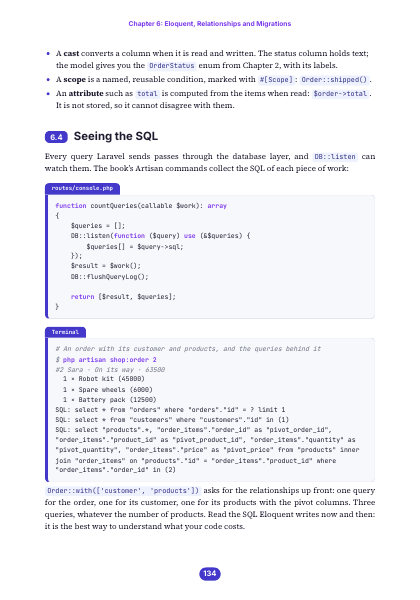 Chapter 6: Eloquent, Relationships and Migrations
• A cast converts a column when it is read and written. The status column holds text;
the model gives you the OrderStatus enum from Chapter 2, with its labels.
• A scope is a named, reusable condition, marked with #[Scope]: Order::shipped().
• An attribute such as total is computed from the items when read: $order->total.
It is not stored, so it cannot disagree with them.
6.4 Seeing the SQL
Every query Laravel sends passes through the database layer, and DB::listen can
watch them. The book's Artisan commands collect the SQL of each piece of work:
routes/console.php
function countQueries(callable $work): array
{
    $queries = [];
    DB::listen(function ($query) use (&$queries) {
        $queries[] = $query->sql;
    });
    $result = $work();
    DB::flushQueryLog();

    return [$result, $queries];
}
Terminal
# An order with its customer and products, and the queries behind it
$ php artisan shop:order 2
#2 Sara · On its way · 63500
  1 × Robot kit (45000)
  1 × Spare wheels (6000)
  1 × Battery pack (12500)
SQL: select * from "orders" where "orders"."id" = ? limit 1
SQL: select * from "customers" where "customers"."id" in (1)
SQL: select "products".*, "order_items"."order_id" as "pivot_order_id",
"order_items"."product_id" as "pivot_product_id", "order_items"."quantity" as
"pivot_quantity", "order_items"."price" as "pivot_price" from "products" inner
join "order_items" on "products"."id" = "order_items"."product_id" where
"order_items"."order_id" in (2)
Order::with(['customer', 'products']) asks for the relationships up front: one query
for the order, one for its customer, one for its products with the pivot columns. Three
queries, whatever the number of products. Read the SQL Eloquent writes now and then:
it is the best way to understand what your code costs.
134